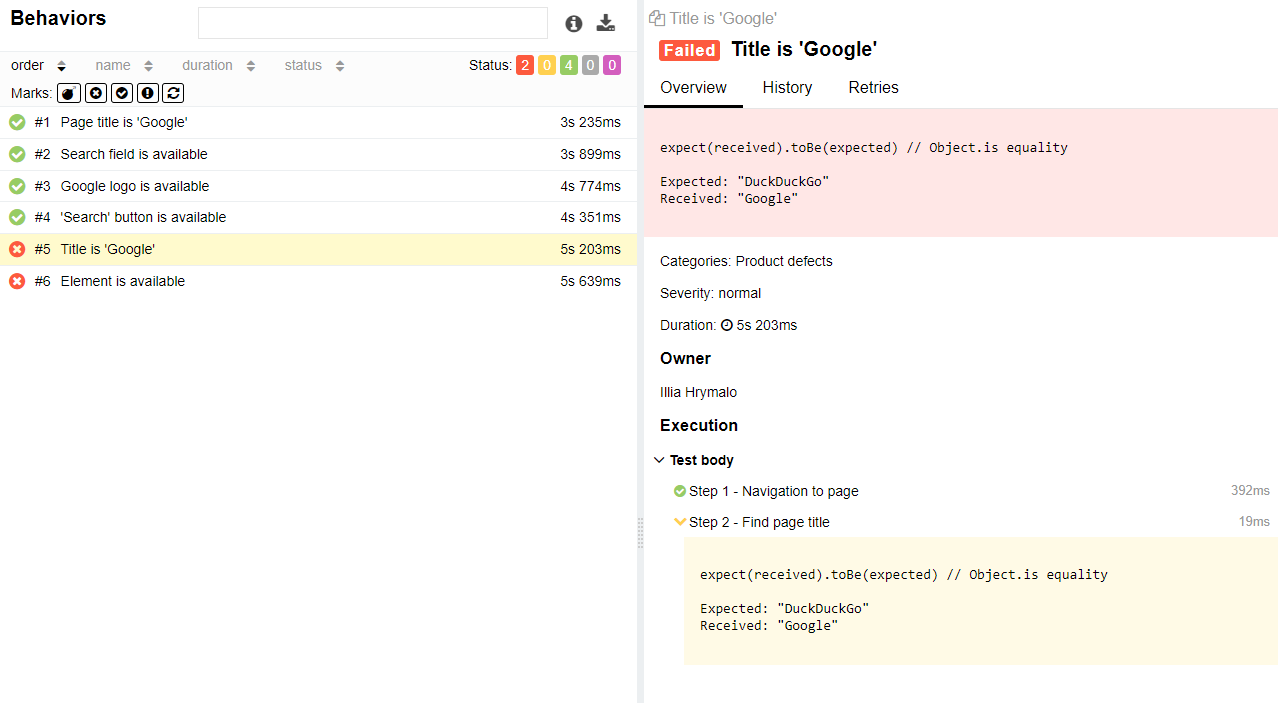 Behaviors
order name duration status Status: 2 0 4 0 0
Marks:
#1 Page title is 'Google' 3s 235ms
#2 Search field is available 3s 899ms
#3 Google logo is available 4s 774ms
#4 'Search' button is available 4s 351ms
#5 Title is 'Google' 5s 203ms
#6 Element is available 5s 639ms
Title is 'Google'
Failed Title is 'Google'
Overview History Retries
expect(received).toBe(expected) // Object.is equality
Expected: "DuckDuckGo"
Received: "Google"
Categories: Product defects
Severity: normal
Duration: 5s 203ms
Owner
Illia Hrymalo
Execution
Test body
Step 1 - Navigation to page 392ms
Step 2 - Find page title 19ms
expect(received).toBe(expected) // Object.is equality
Expected: "DuckDuckGo"
Received: "Google"